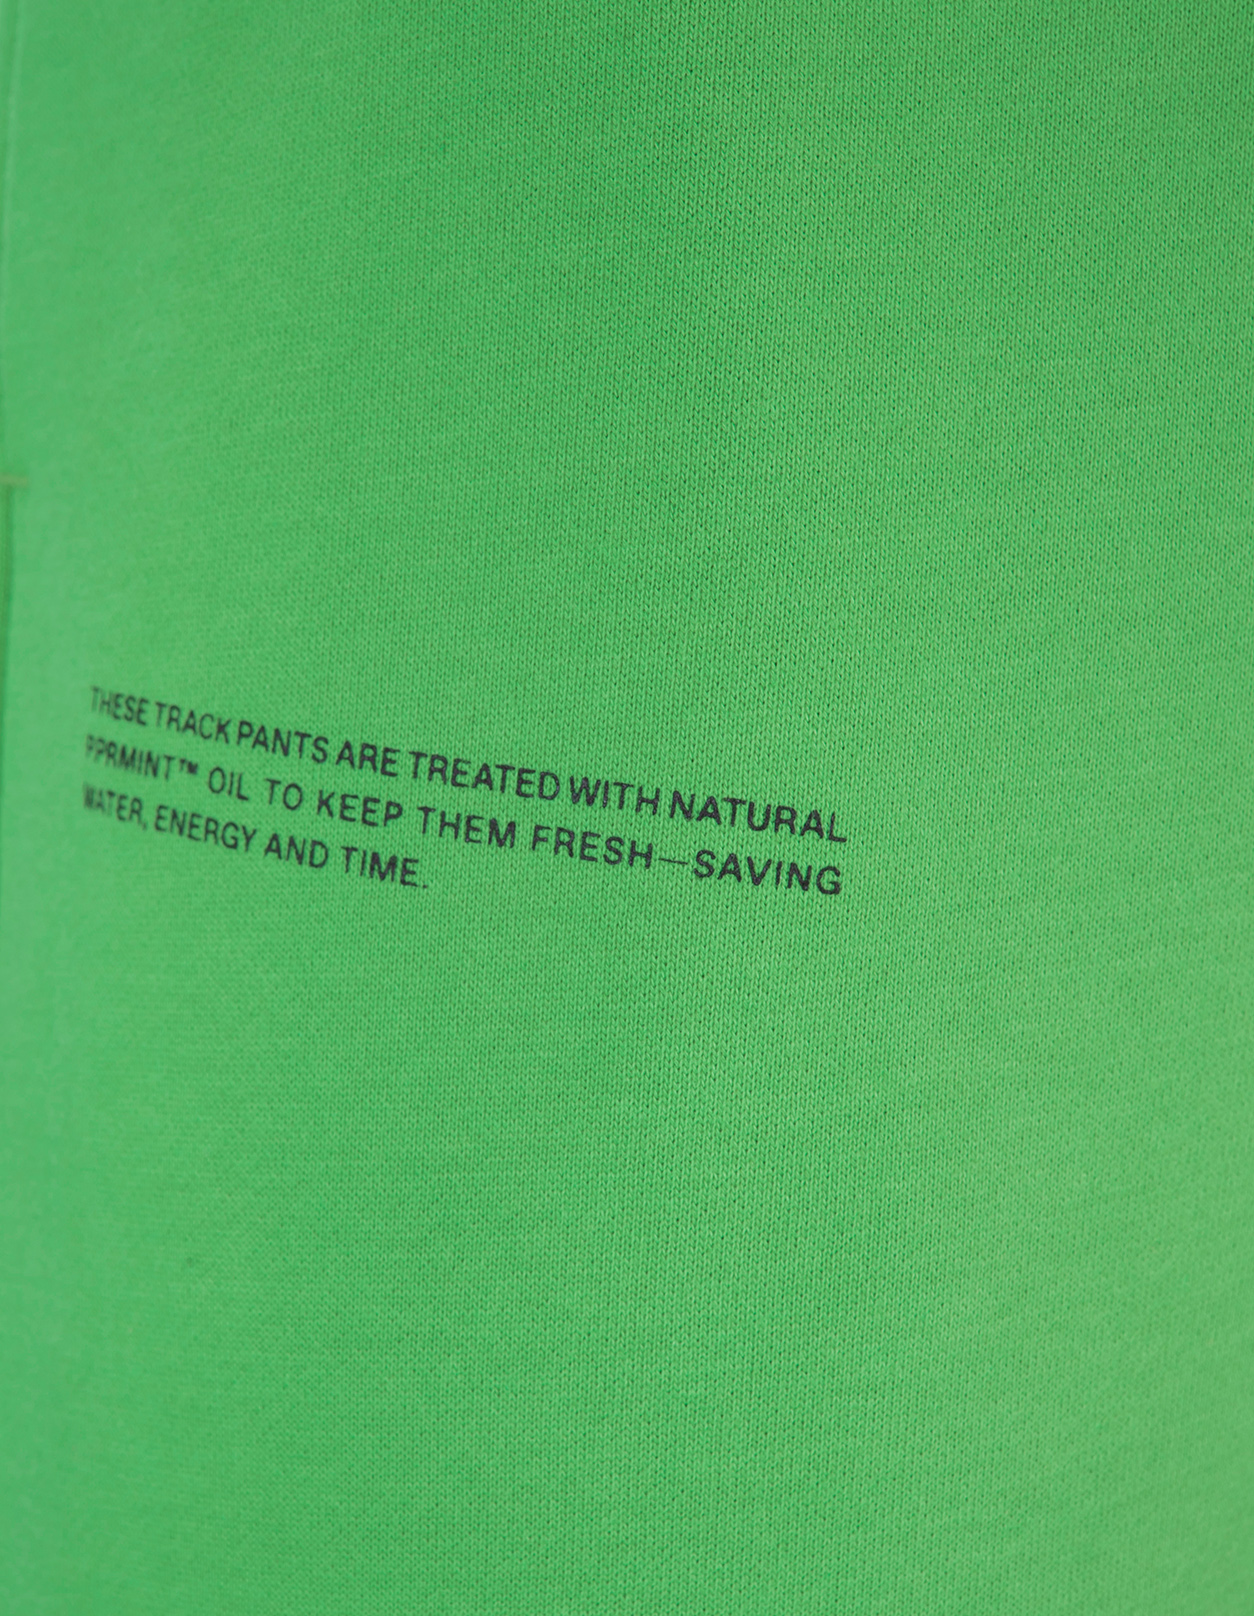 THESE TRACK PANTS ARE TREATED WITH NATURAL
PPRMINT™ OIL TO KEEP THEM FRESH—SAVING
WATER, ENERGY AND TIME.